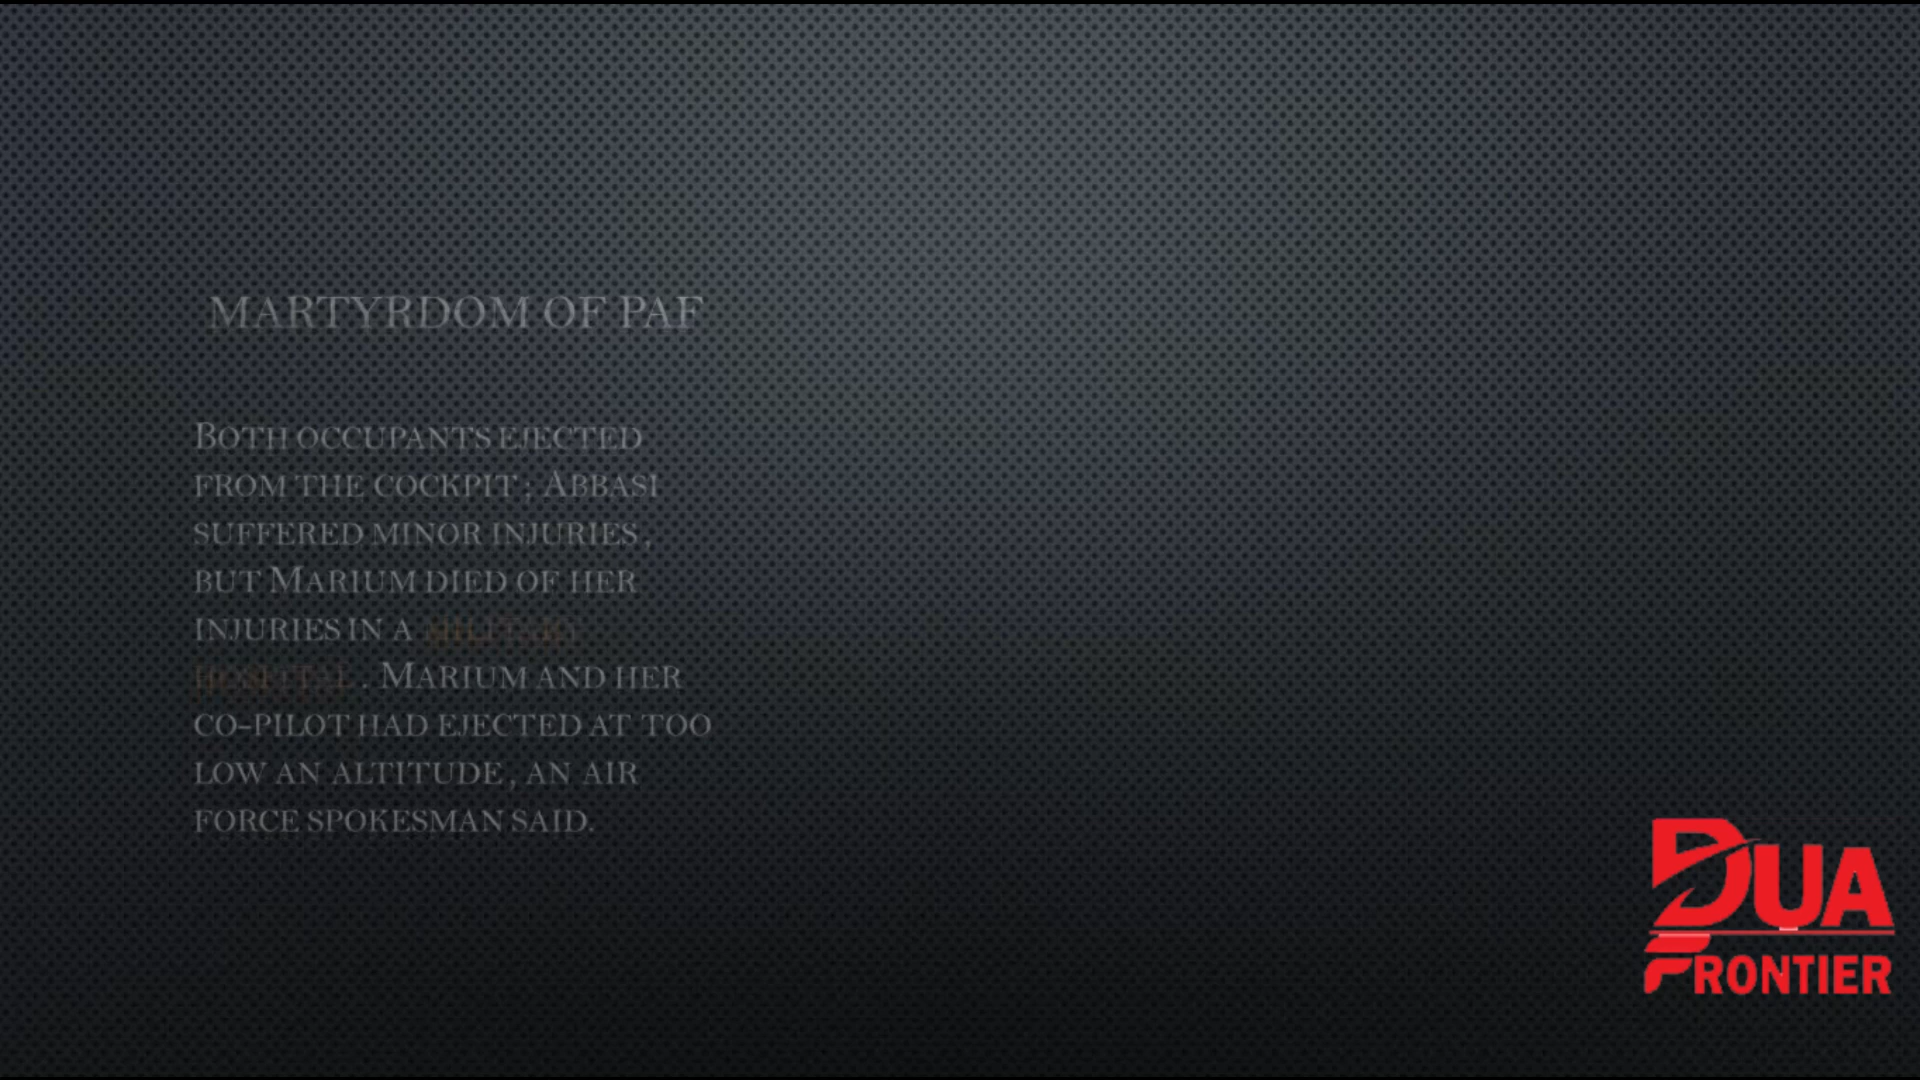 MARTYRDOM OF PAF
BOTH OCCUPANTS EJECTED
FROM THE COCKPIT ; ABBASI
SUFFERED MINOR INJURIES ,
BUT MARIUM DIED OF HER
INJURIES IN A MILITARY
HOSPITAL . MARIUM AND HER
CO-PILOT HAD EJECTED AT TOO
LOW AN ALTITUDE , AN AIR
FORCE SPOKESMAN SAID.
DUA
FRONTIER